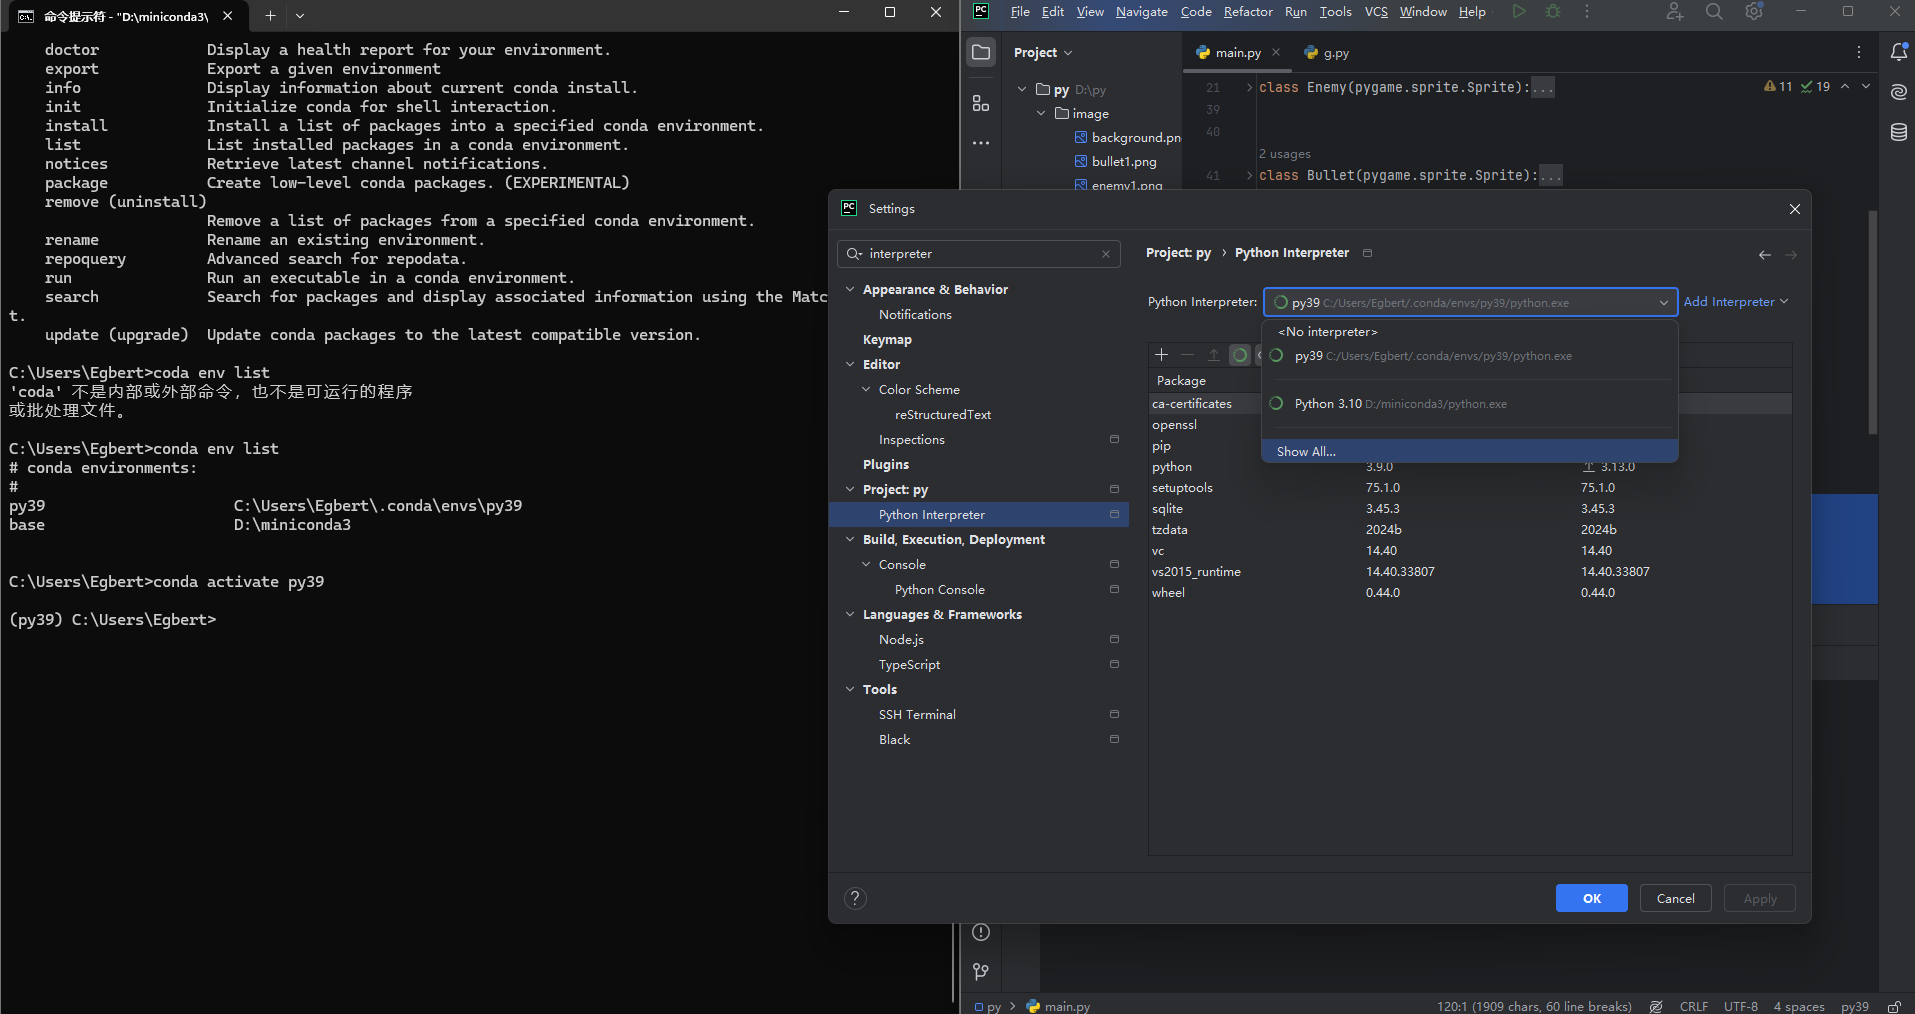 命令提示符 - "D:\miniconda3\
doctor Display a health report for your environment.
export Export a given environment
info Display information about current conda install.
init Initialize conda for shell interaction.
install Install a list of packages into a specified conda environment.
list List installed packages in a conda environment.
notices Retrieve latest channel notifications.
package Create low-level conda packages. (EXPERIMENTAL)
remove (uninstall)
Remove a list of packages from a specified conda environment.
rename Rename an existing environment.
repoquery Advanced search for repodata.
run Run an executable in a conda environment.
search Search for packages and display associated information using the Matc
t.
update (upgrade) Update conda packages to the latest compatible version.
C:\Users\Egbert>coda env list
'coda' 不是内部或外部命令，也不是可运行的程序
或批处理文件。
C:\Users\Egbert>conda env list
# conda environments:
#
py39 C:\Users\Egbert\.conda\envs\py39
base D:\miniconda3
C:\Users\Egbert>conda activate py39
(py39) C:\Users\Egbert>
PC File Edit View Navigate Code Refactor Run Tools VCS Window Help
Project
main.py g.py
py D:\py
image
background.pn
bullet1.png
enemy1.png
21 class Enemy(pygame.sprite.Sprite):...
11 19
39
40
2 usages
41 class Bullet(pygame.sprite.Sprite):...
PC Settings
interpreter
Appearance & Behavior
Notifications
Keymap
Editor
Color Scheme
reStructuredText
Inspections
Plugins
Project: py
Python Interpreter
Build, Execution, Deployment
Console
Python Console
Languages & Frameworks
Node.js
TypeScript
Tools
SSH Terminal
Black
Project: py › Python Interpreter
Python Interpreter: py39 C:/Users/Egbert/.conda/envs/py39/python.exe Add Interpreter
<No interpreter>
py39 C:/Users/Egbert/.conda/envs/py39/python.exe
Python 3.10 D:/miniconda3/python.exe
Show All...
Package
ca-certificates
openssl
pip
python 3.9.0 3.13.0
setuptools 75.1.0 75.1.0
sqlite 3.45.3 3.45.3
tzdata 2024b 2024b
vc 14.40 14.40
vs2015_runtime 14.40.33807 14.40.33807
wheel 0.44.0 0.44.0
?
OK Cancel Apply
py main.py
120:1 (1909 chars, 60 line breaks) CRLF UTF-8 4 spaces py39